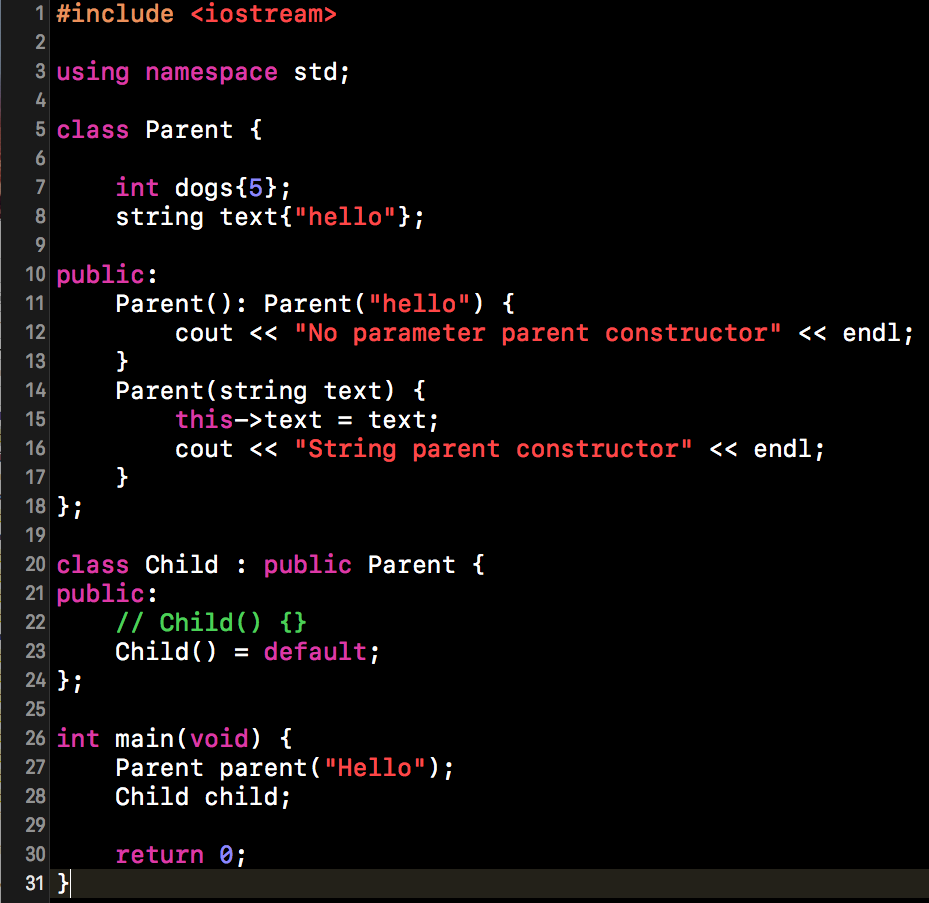 1 #include <iostream>
2
3 using namespace std;
4
5 class Parent {
6
7     int dogs{5};
8     string text{"hello"};
9
10 public:
11     Parent(): Parent("hello") {
12         cout << "No parameter parent constructor" << endl;
13     }
14     Parent(string text) {
15         this->text = text;
16         cout << "String parent constructor" << endl;
17     }
18 };
19
20 class Child : public Parent {
21 public:
22     // Child() {}
23     Child() = default;
24 };
25
26 int main(void) {
27     Parent parent("Hello");
28     Child child;
29
30     return 0;
31 }